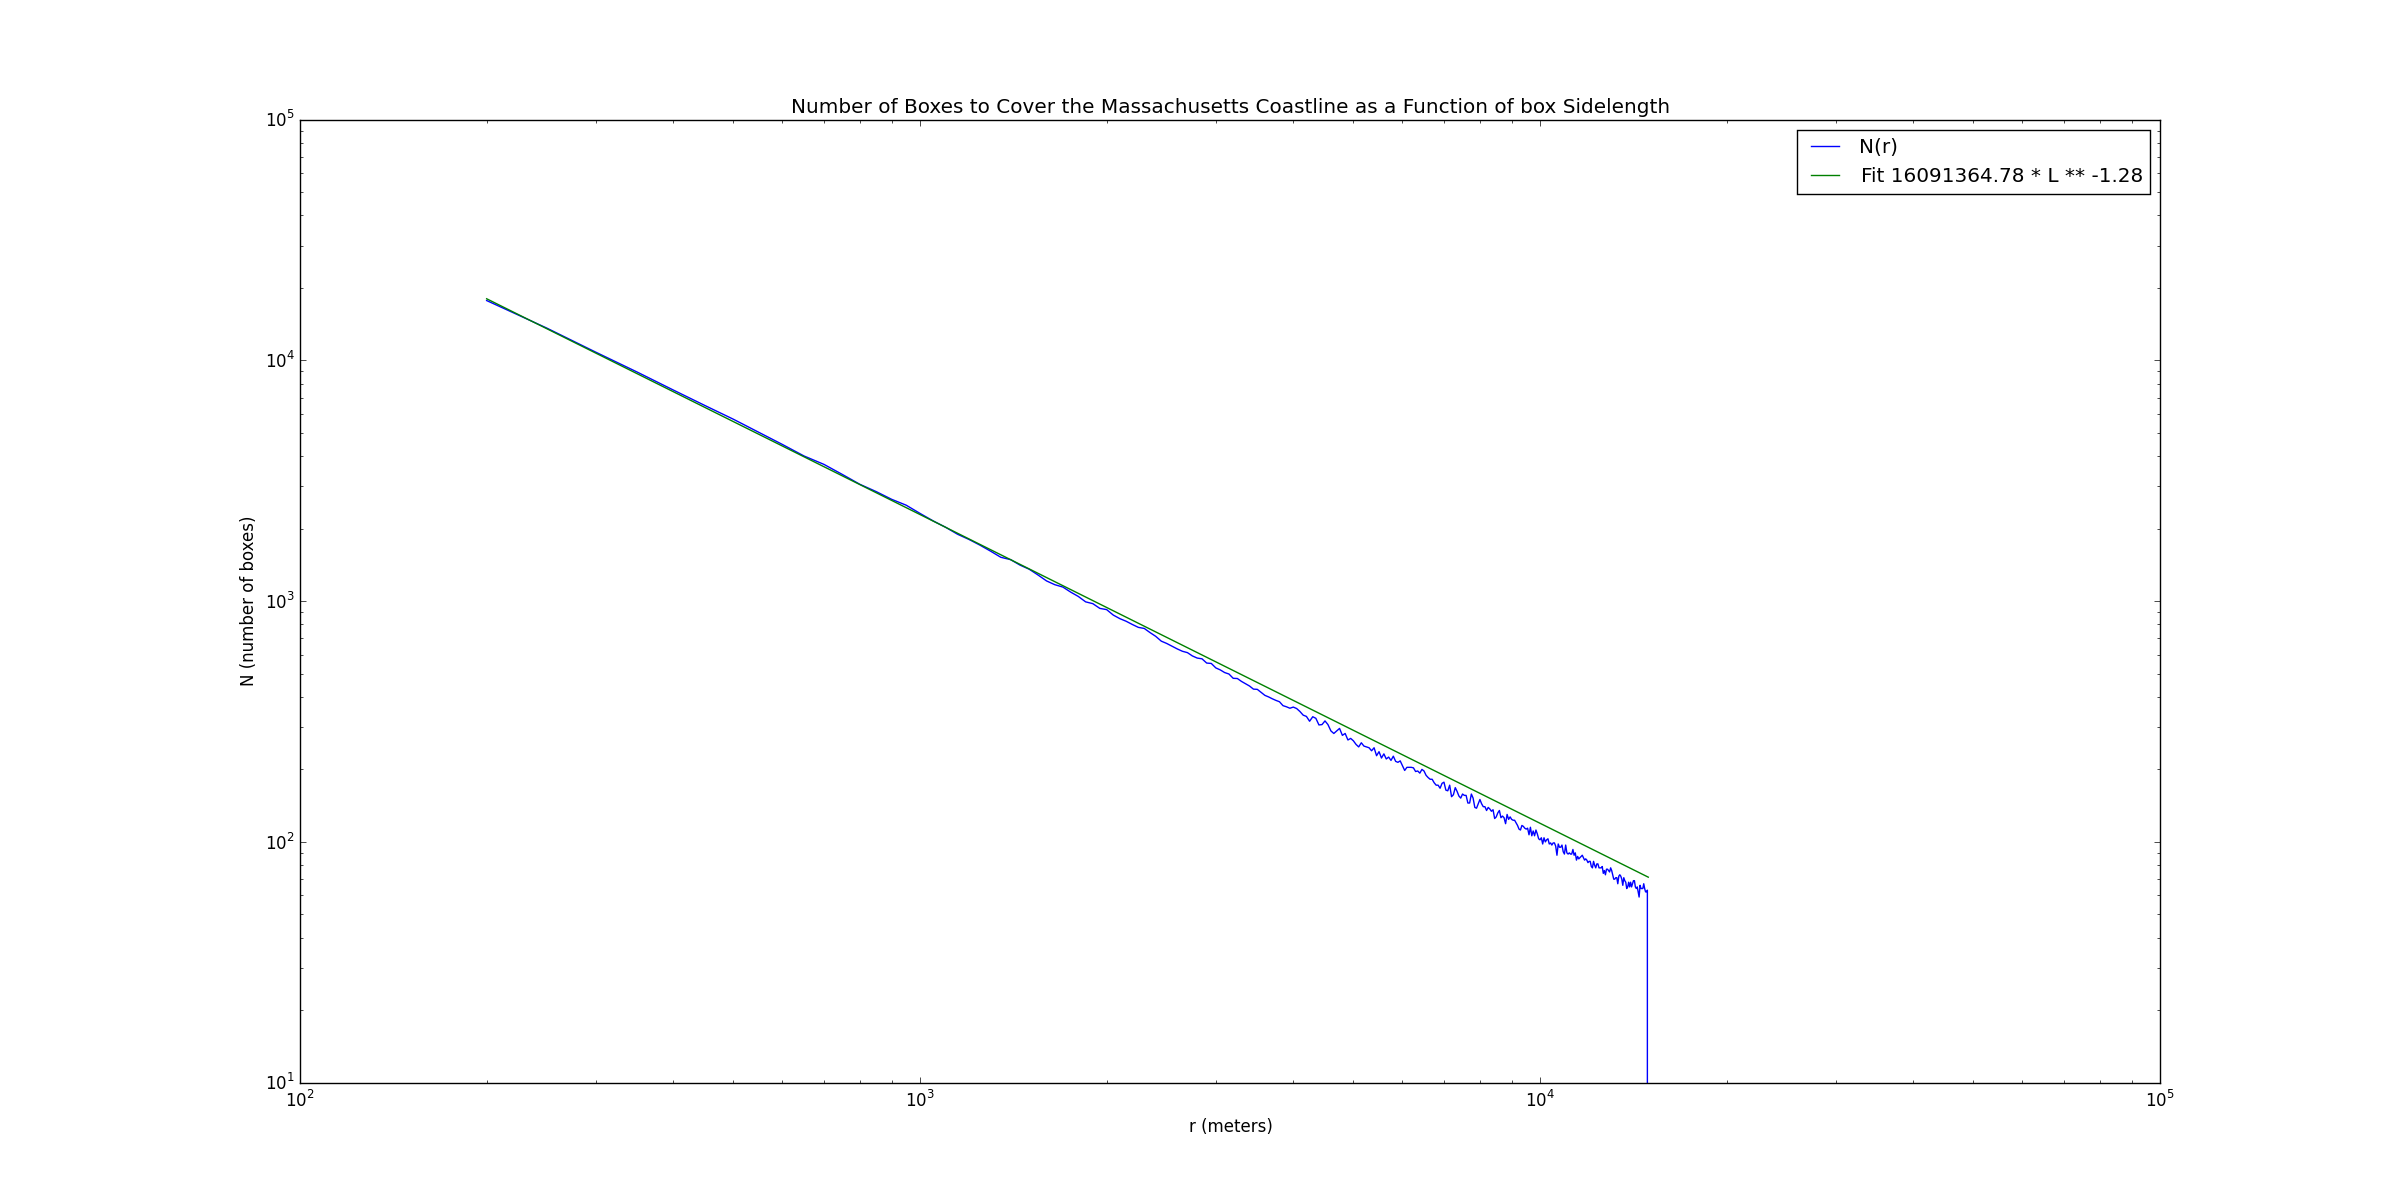 Number of Boxes to Cover the Massachusetts Coastline as a Function of box Sidelength
N(r)
Fit 16091364.78 * L ** -1.28
10^5
10^4
10^3
10^2
10^1
N (number of boxes)
10^2 10^3 10^4 10^5
r (meters)